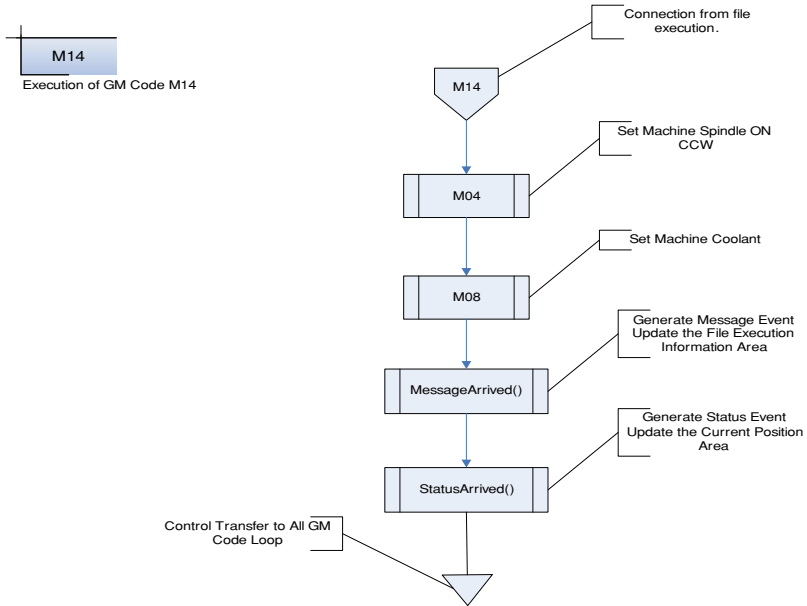 M14
Execution of GM Code M14
Connection from file
execution.
M14
Set Machine Spindle ON
CCW
M04
Set Machine Coolant
M08
Generate Message Event
Update the File Execution
Information Area
MessageArrived()
Generate Status Event
Update the Current Position
Area
StatusArrived()
Control Transfer to All GM
Code Loop